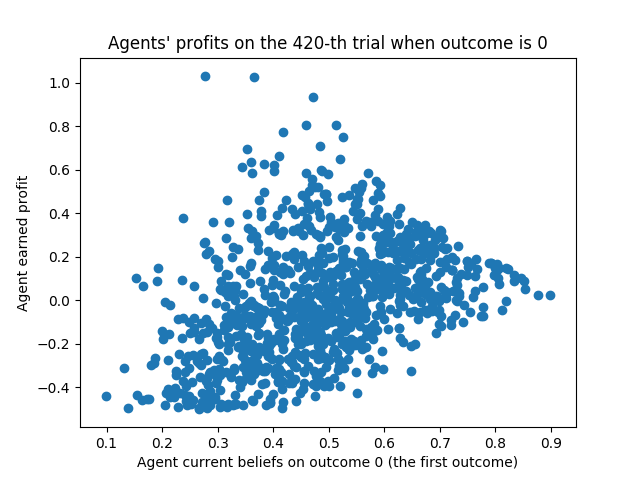 Agents' profits on the 420-th trial when outcome is 0
1.0
0.8
0.6
0.4
0.2
0.0
−0.2
−0.4
Agent earned profit
0.1 0.2 0.3 0.4 0.5 0.6 0.7 0.8 0.9
Agent current beliefs on outcome 0 (the first outcome)